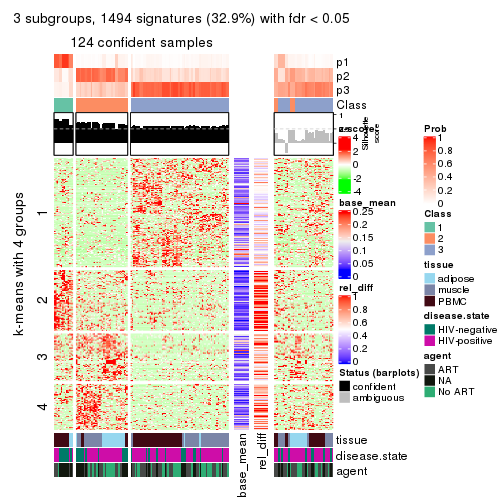 3 subgroups, 1494 signatures (32.9%) with fdr < 0.05
124 confident samples
p1
p2
p3
Class
1
Silhouette
score
k-means with 4 groups
1
2
3
4
z-score
4
2
0
-2
-4
base_mean
0.25
0.2
0.15
0.1
0.05
0
rel_diff
1
0.8
0.6
0.4
0.2
0
Status (barplots)
confident
ambiguous
Prob
1
0.8
0.6
0.4
0.2
0
Class
1
2
3
tissue
adipose
muscle
PBMC
disease.state
HIV-negative
HIV-positive
agent
ART
NA
No ART
tissue
disease.state
agent
base_mean
rel_diff